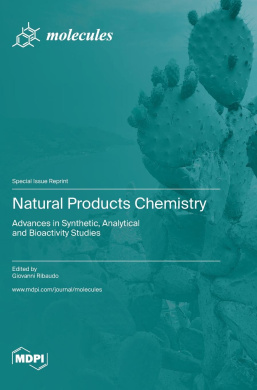 molecules
Special Issue Reprint
Natural Products Chemistry
Advances in Synthetic, Analytical
and Bioactivity Studies
Edited by
Giovanni Ribaudo
www.mdpi.com/journal/molecules
MDPI